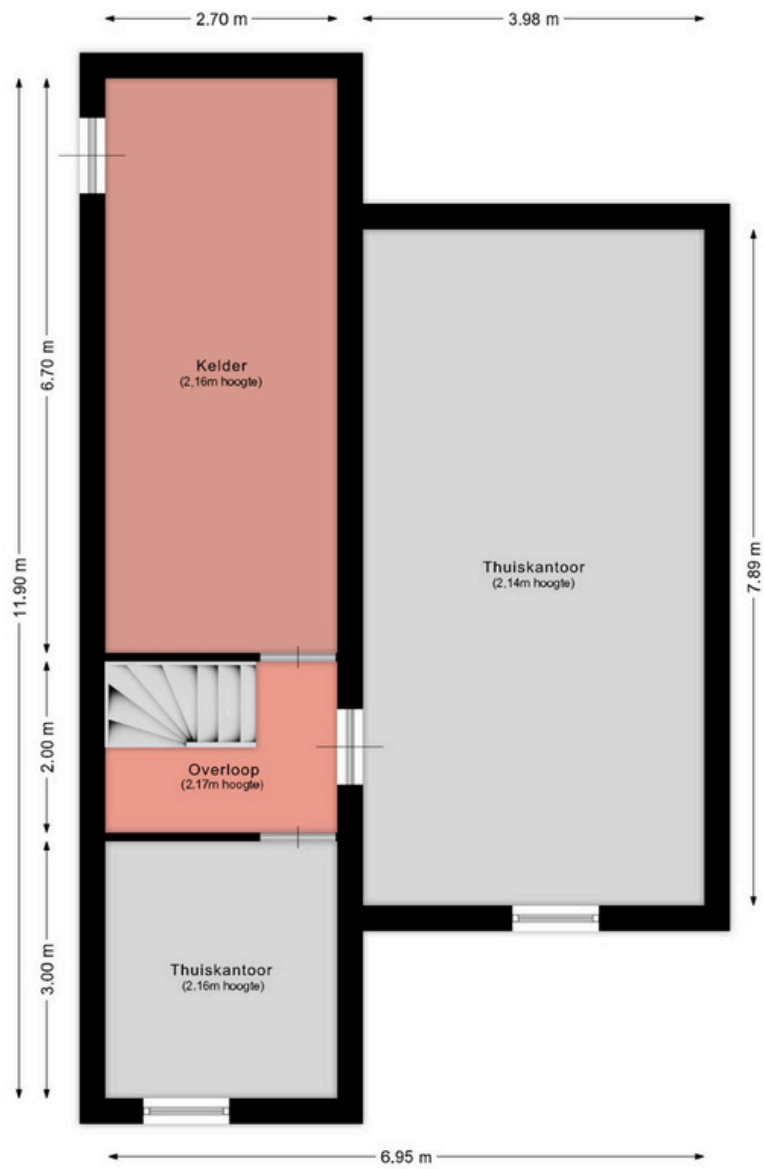 2.70 m
3.98 m
6.70 m
Kelder
(2,16m hoogte)
11.90 m
Thuiskantoor
(2,14m hoogte)
7.89 m
2.00 m
Overloop
(2,17m hoogte)
3.00 m
Thuiskantoor
(2,16m hoogte)
6.95 m